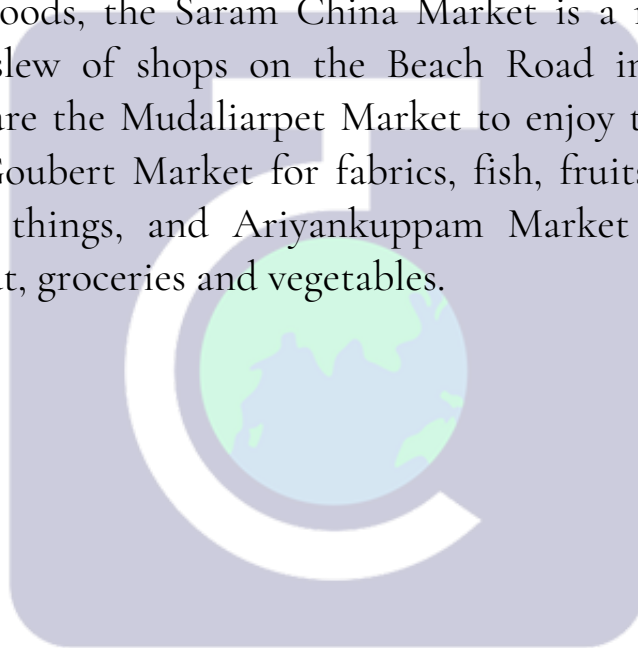 oods, the Saram China Market is a
slew of shops on the Beach Road in
are the Mudaliarpet Market to enjoy
Goubert Market for fabrics, fish, fruits
things, and Ariyankuppam Market
at, groceries and vegetables.